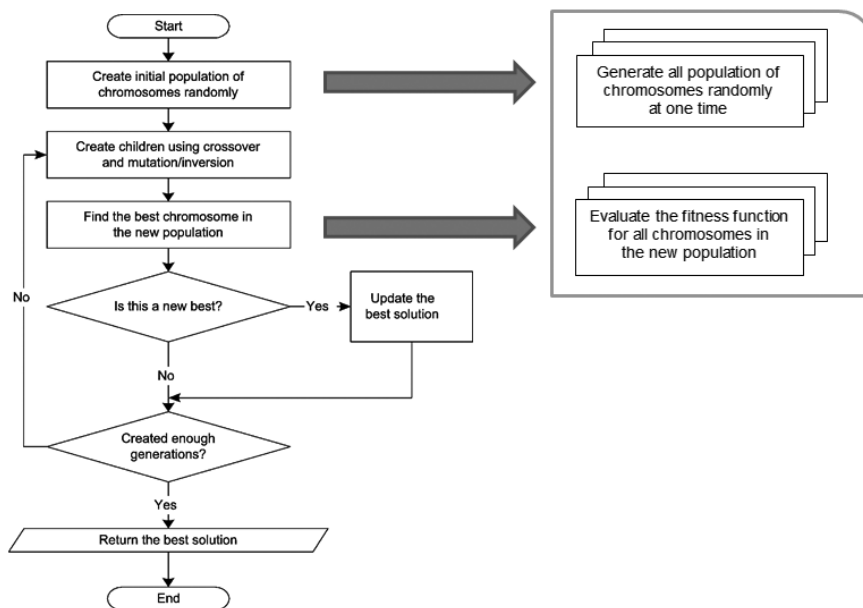 Start
Create initial population of
chromosomes randomly
Create children using crossover
and mutation/inversion
Find the best chromosome in
the new population
Is this a new best?
Yes
Update the
best solution
No
No
Created enough
generations?
Yes
Return the best solution
End
Generate all population of
chromosomes randomly
at one time
Evaluate the fitness function
for all chromosomes in
the new population